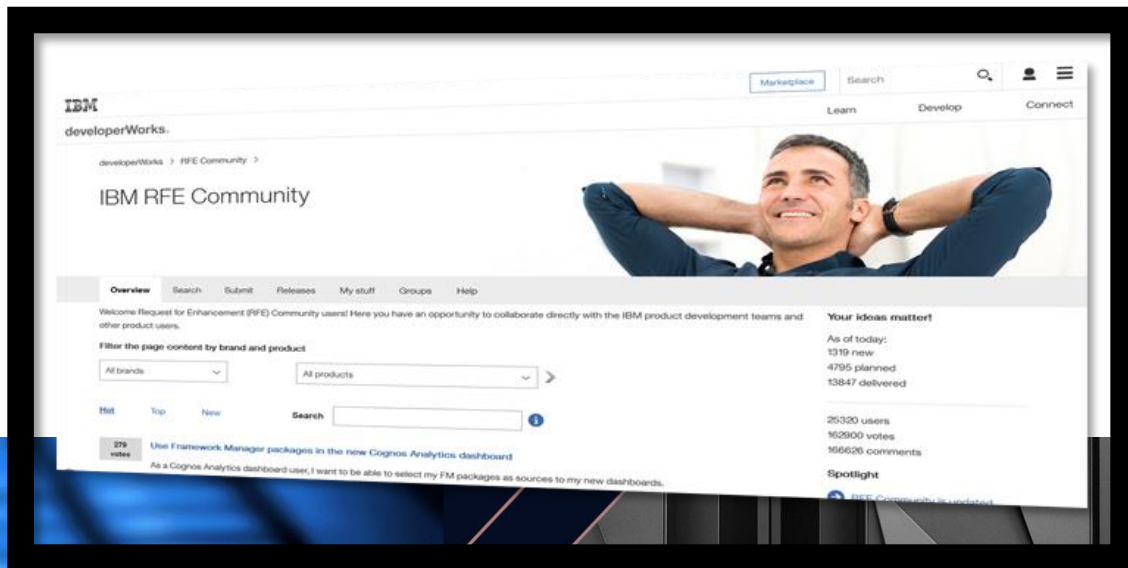 Marketplace
Search
IBM
developerWorks.
Learn Develop Connect
developerWorks > RFE Community >
IBM RFE Community
Overview Search Submit Releases My stuff Groups Help
Welcome Request for Enhancement (RFE) Community users! Here you have an opportunity to collaborate directly with the IBM product development teams and
other product users.
Filter the page content by brand and product
All brands
All products
Hot Top New
Search
279
votes
Use Framework Manager packages in the new Cognos Analytics dashboard
As a Cognos Analytics dashboard user, I want to be able to select my FM packages as sources to my new dashboards.
Your ideas matter!
As of today:
1319 new
4795 planned
13847 delivered
25320 users
162900 votes
166626 comments
Spotlight
RFE Community is updated